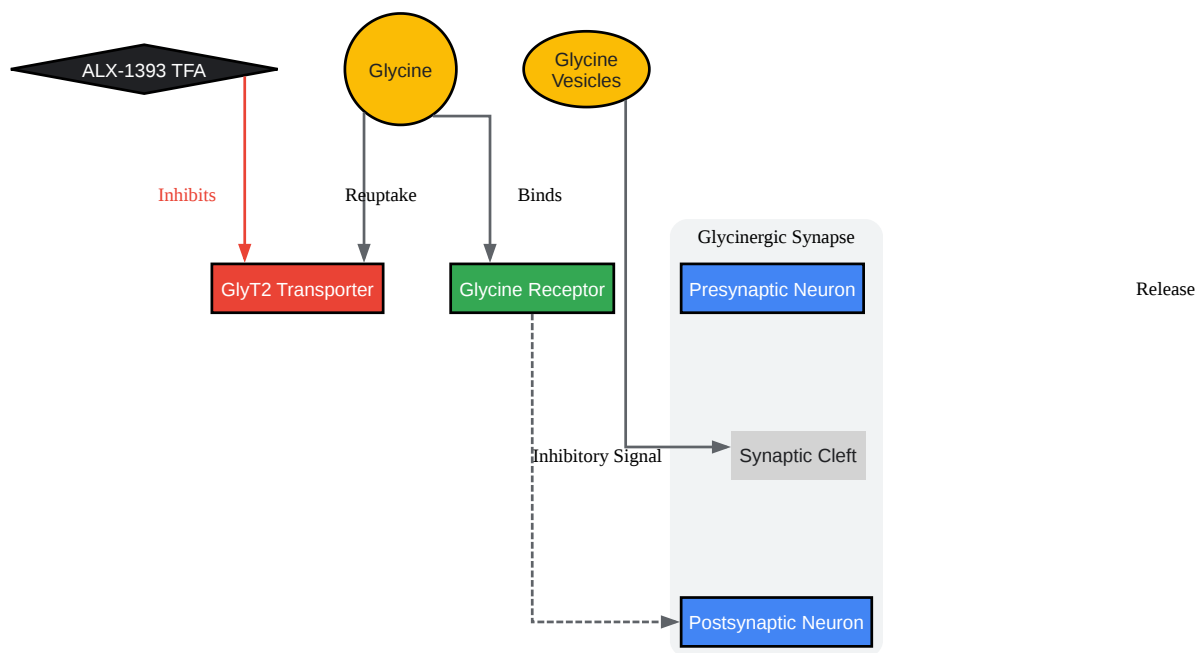 ALX-1393 TFA
Glycine
Glycine
Vesicles
Inhibits
Reuptake
Binds
Glycinergic Synapse
GlyT2 Transporter
Glycine Receptor
Presynaptic Neuron
Release
Inhibitory Signal
Synaptic Cleft
Postsynaptic Neuron